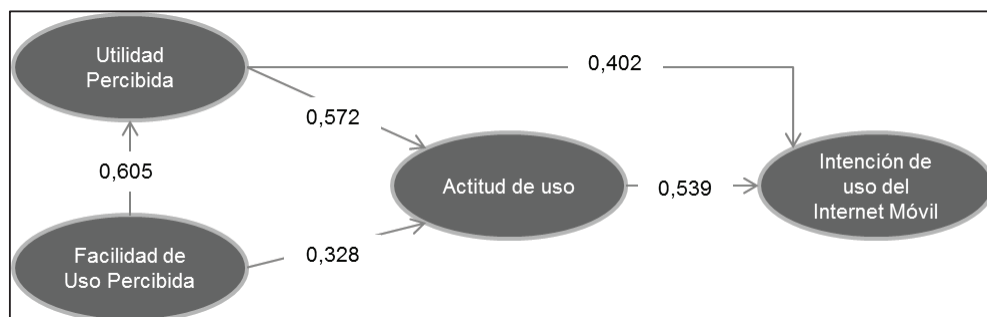 Utilidad
Percibida
0,402
0,572
0,605
Actitud de uso
0,539
Intención de
uso del
Internet Móvil
Facilidad de
Uso Percibida
0,328